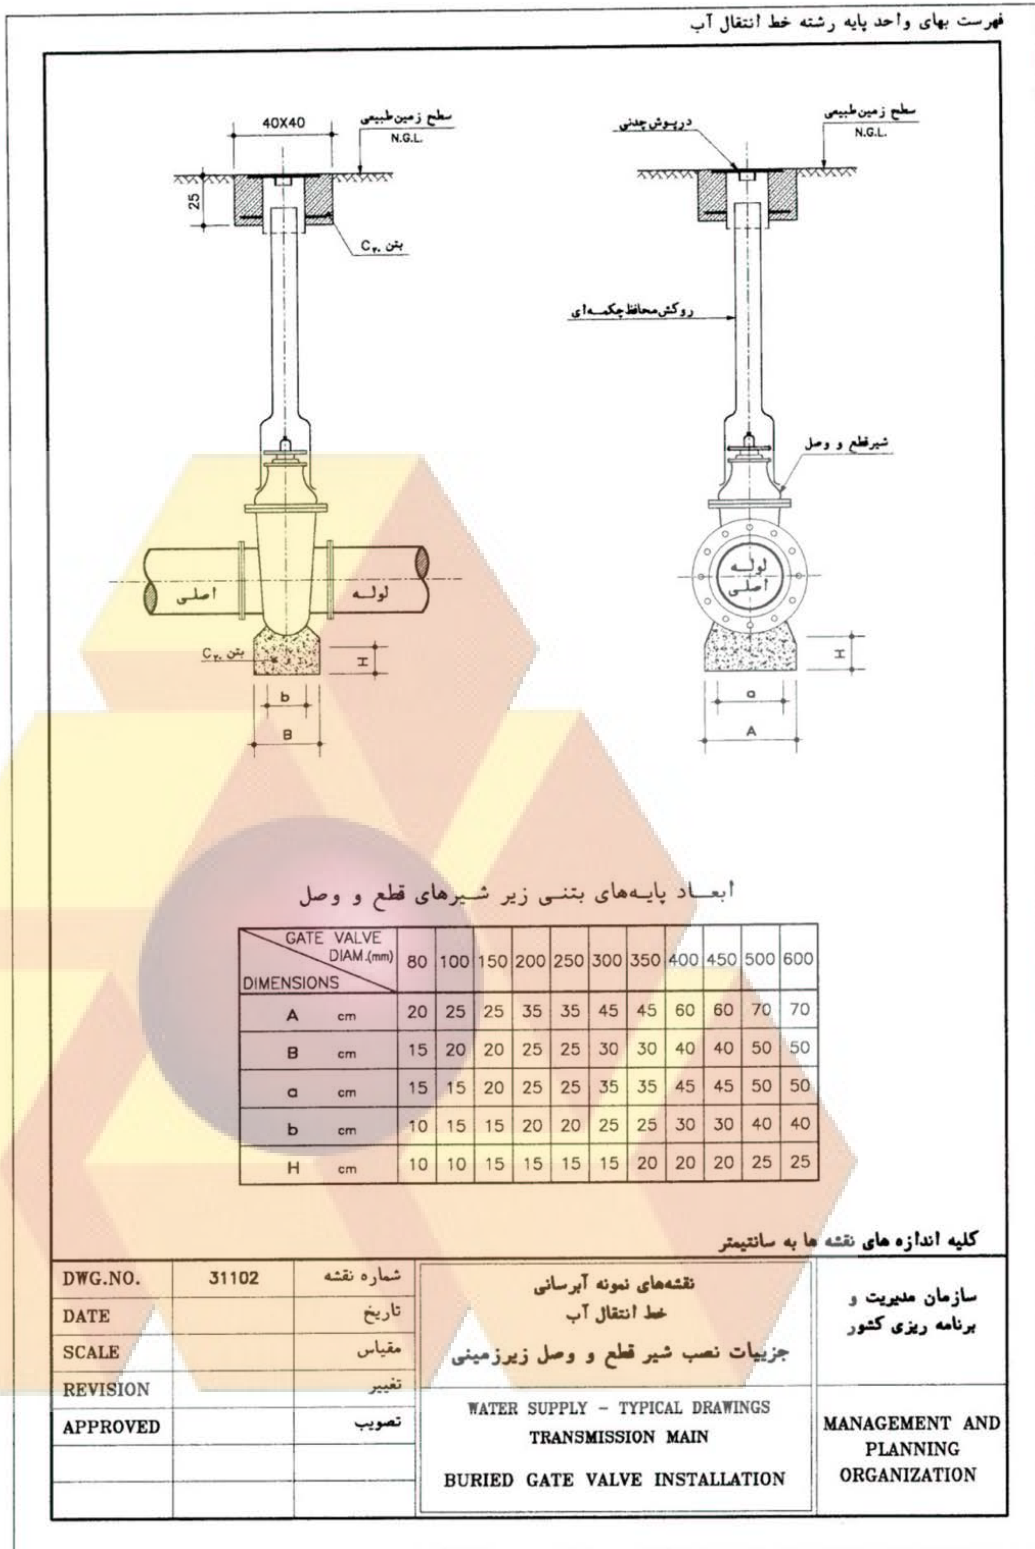 فهرست بهای واحد پایه رشته خط انتقال آب
40X40
سطح زمین طبیعی
N.G.L.
25
بتن C۲۰
اصلی
لوله
بتن C۲۰
H
b
B
درپوش چدنی
سطح زمین طبیعی
N.G.L.
روکش محافظ چکمه‌ای
شیر قطع و وصل
لوله
اصلی
H
a
A
ابعاد پایه‌های بتنی زیر شیرهای قطع و وصل
GATE VALVE DIAM.(mm) 80 100 150 200 250 300 350 400 450 500 600
DIMENSIONS
A cm 20 25 25 35 35 45 45 60 60 70 70
B cm 15 20 20 25 25 30 30 40 40 50 50
a cm 15 15 20 25 25 35 35 45 45 50 50
b cm 10 15 15 20 20 25 25 30 30 40 40
H cm 10 10 15 15 15 15 20 20 20 25 25
کلیه اندازه های نقشه ها به سانتیمتر
DWG.NO. 31102 شماره نقشه
DATE تاریخ
SCALE مقیاس
REVISION تغییر
APPROVED تصویب
نقشه‌های نمونه آبرسانی
خط انتقال آب
جزییات نصب شیر قطع و وصل زیرزمینی
WATER SUPPLY – TYPICAL DRAWINGS
TRANSMISSION MAIN
BURIED GATE VALVE INSTALLATION
سازمان مدیریت و
برنامه ریزی کشور
MANAGEMENT AND
PLANNING
ORGANIZATION